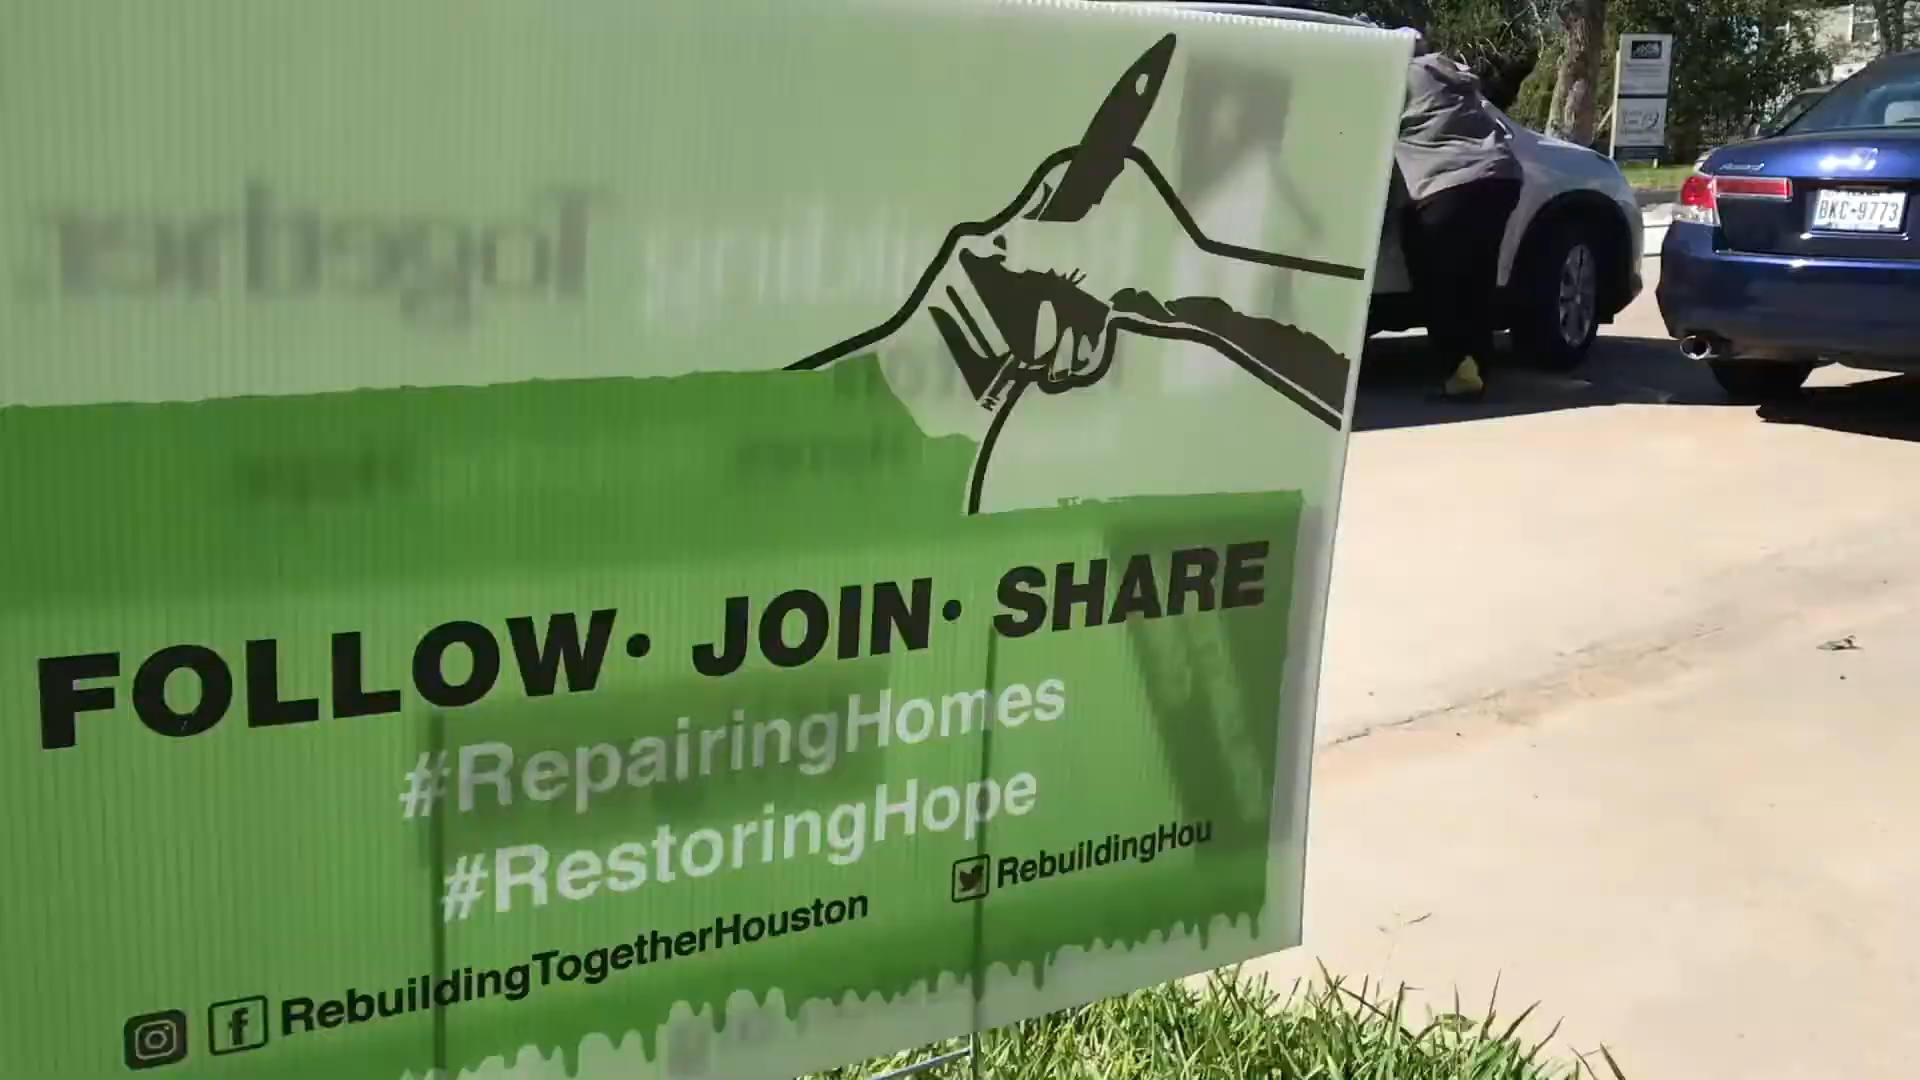 FOLLOW· JOIN· SHARE
#RepairingHomes
#RestoringHope
RebuildingTogetherHouston
RebuildingHou
BKC-9773